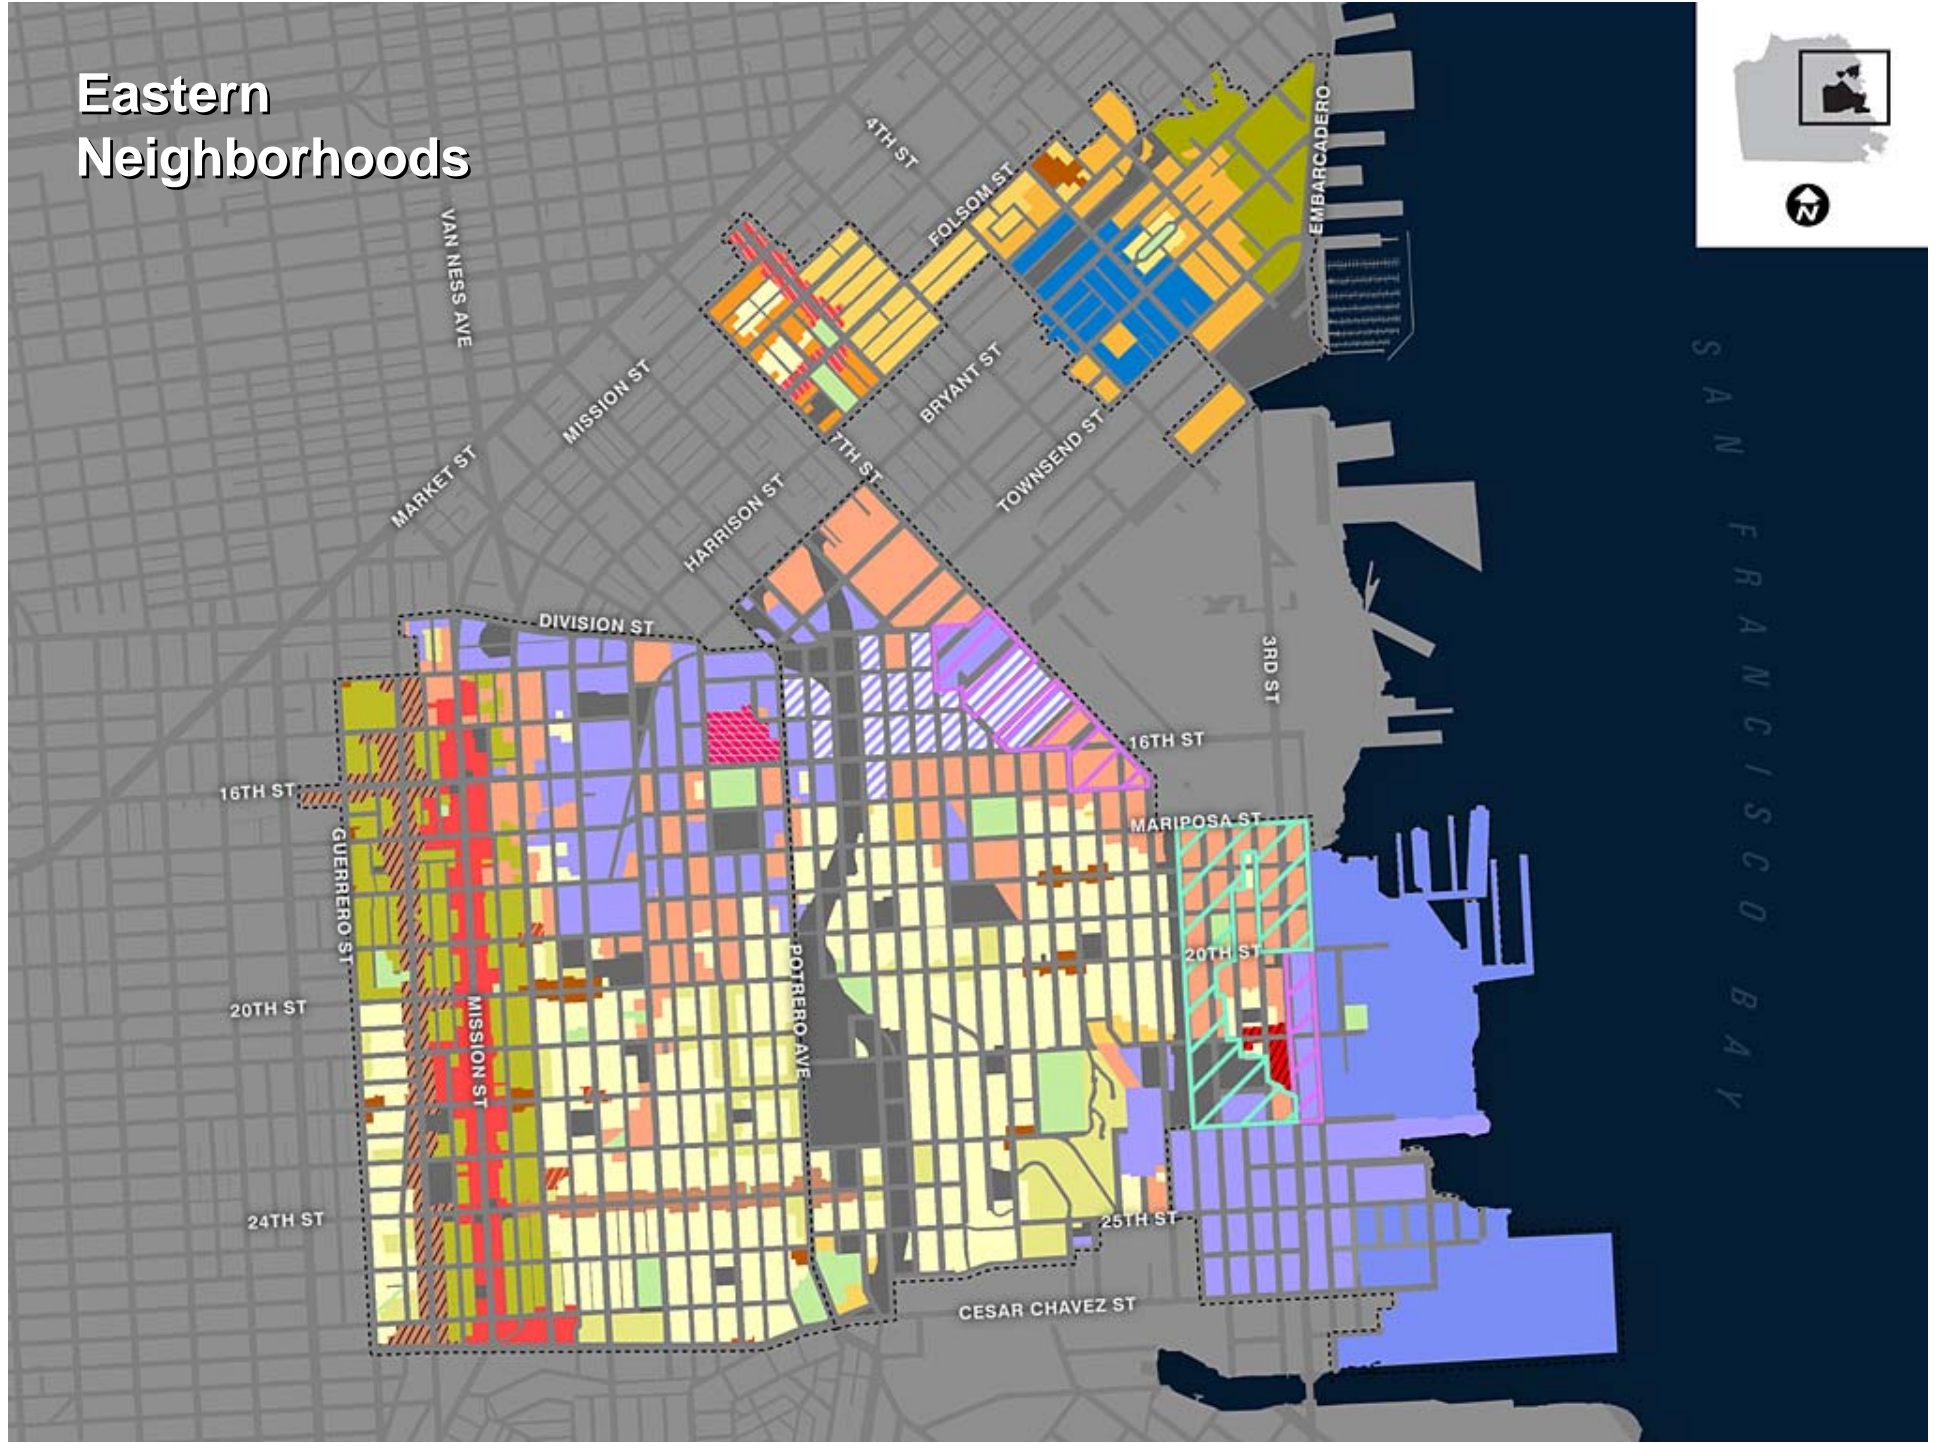 Eastern
Neighborhoods
4TH ST
EMBARCADERO
FOLSOM ST
N
VAN NESS AVE
MISSION ST
BRYANT ST
MARKET ST
7TH ST
TOWNSEND ST
HARRISON ST
SAN FRANCISCO BAY
DIVISION ST
3RD ST
16TH ST
16TH ST
MARIPOSA ST
GUERRERO ST
20TH ST
POTRERO AVE
20TH ST
MISSION ST
24TH ST
25TH ST
CESAR CHAVEZ ST